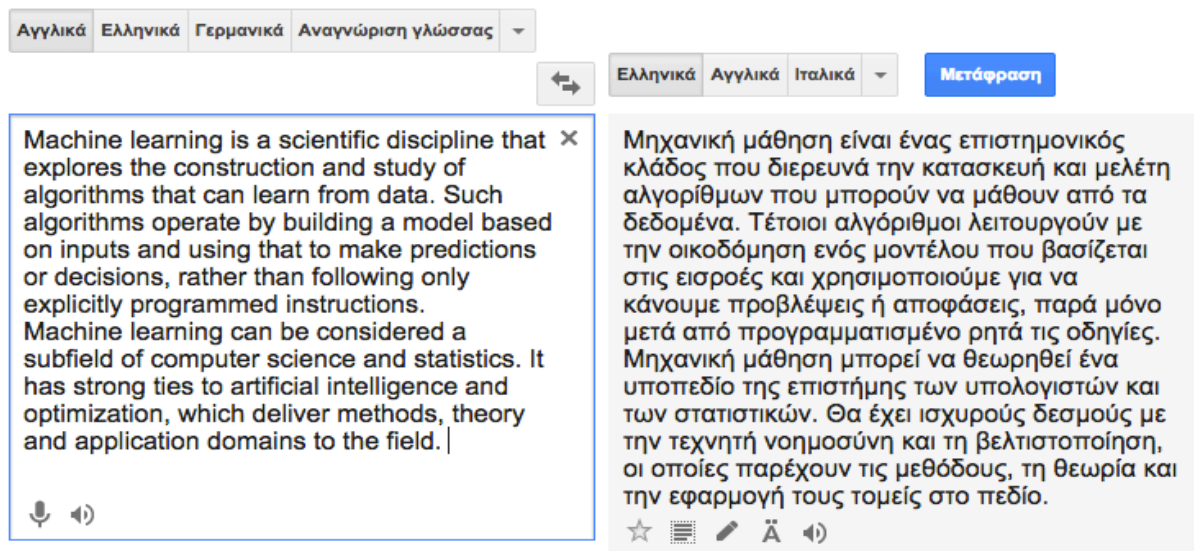 Αγγλικά Ελληνικά Γερμανικά Αναγνώριση γλώσσας
Ελληνικά Αγγλικά Ιταλικά Μετάφραση
Machine learning is a scientific discipline that
explores the construction and study of
algorithms that can learn from data. Such
algorithms operate by building a model based
on inputs and using that to make predictions
or decisions, rather than following only
explicitly programmed instructions.
Machine learning can be considered a
subfield of computer science and statistics. It
has strong ties to artificial intelligence and
optimization, which deliver methods, theory
and application domains to the field.
Μηχανική μάθηση είναι ένας επιστημονικός
κλάδος που διερευνά την κατασκευή και μελέτη
αλγορίθμων που μπορούν να μάθουν από τα
δεδομένα. Τέτοιοι αλγόριθμοι λειτουργούν με
την οικοδόμηση ενός μοντέλου που βασίζεται
στις εισροές και χρησιμοποιούμε για να
κάνουμε προβλέψεις ή αποφάσεις, παρά μόνο
μετά από προγραμματισμένο ρητά τις οδηγίες.
Μηχανική μάθηση μπορεί να θεωρηθεί ένα
υποπεδίο της επιστήμης των υπολογιστών και
των στατιστικών. Θα έχει ισχυρούς δεσμούς με
την τεχνητή νοημοσύνη και τη βελτιστοποίηση,
οι οποίες παρέχουν τις μεθόδους, τη θεωρία και
την εφαρμογή τους τομείς στο πεδίο.
Ä